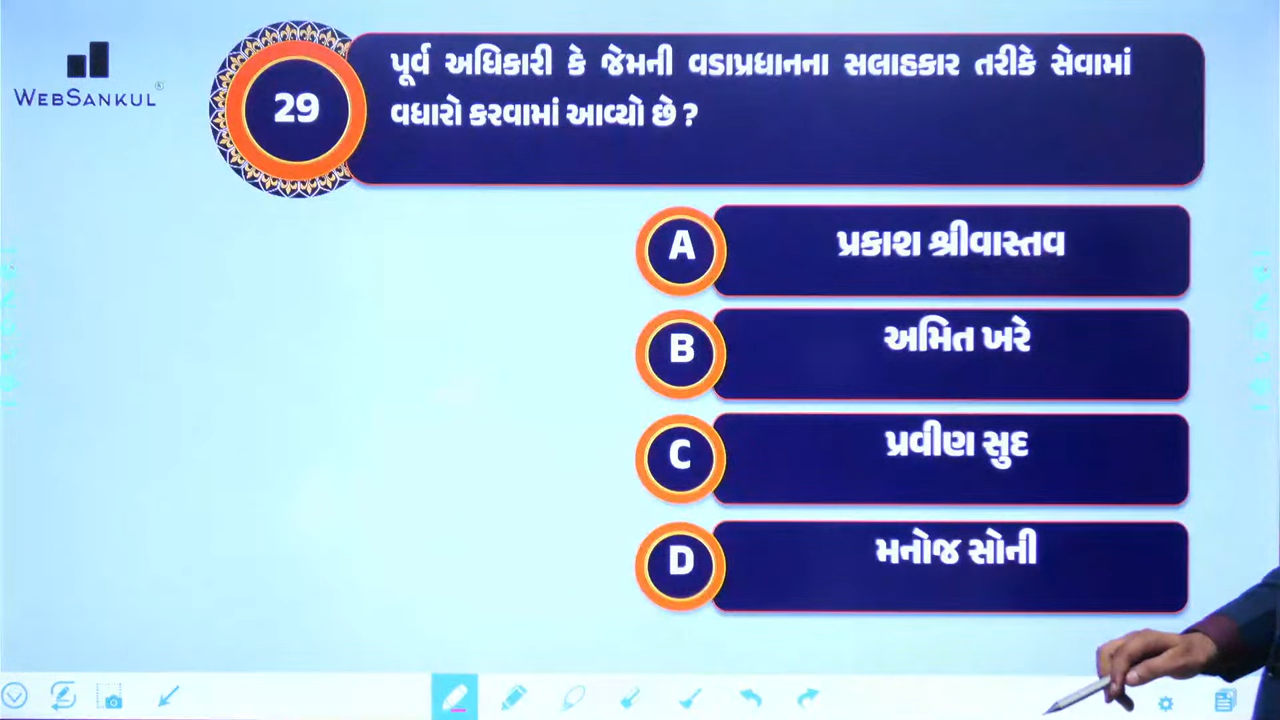 WEBSANKUL®
29
પૂર્વ અધિકારી કે જેમની વડાપ્રધાનના સલાહકાર તરીકે સેવામાં
વધારો કરવામાં આવ્યો છે ?
A
પ્રકાશ શ્રીવાસ્તવ
B
અમિત ખરે
C
પ્રવીણ સુદ
D
મનોજ સોની